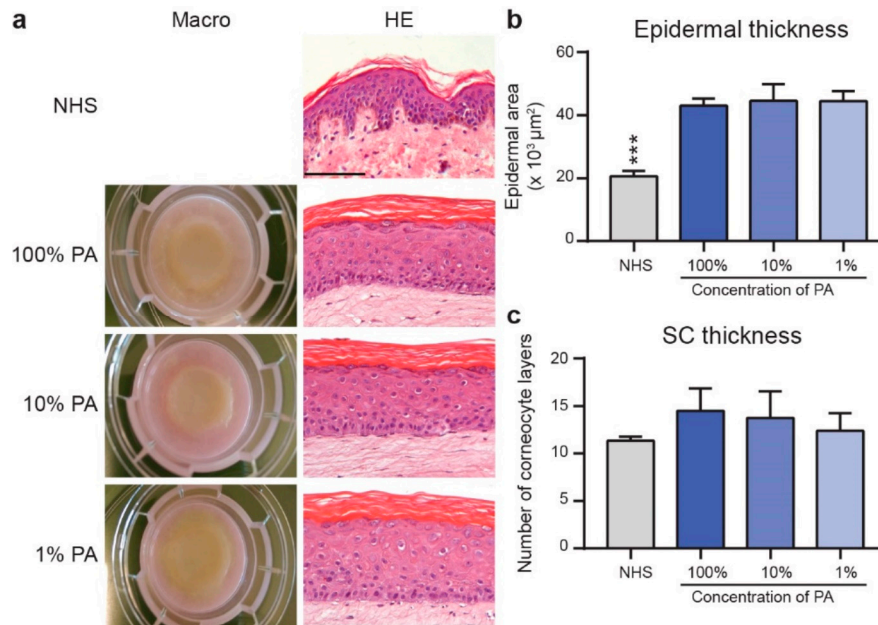 a
Macro
HE
NHS
100% PA
10% PA
1% PA
b
Epidermal thickness
Epidermal area
(x 10³ µm²)
60
40
20
0
***
NHS
100%
10%
1%
Concentration of PA
c
SC thickness
Number of corneocyte layers
20
15
10
5
0
NHS
100%
10%
1%
Concentration of PA